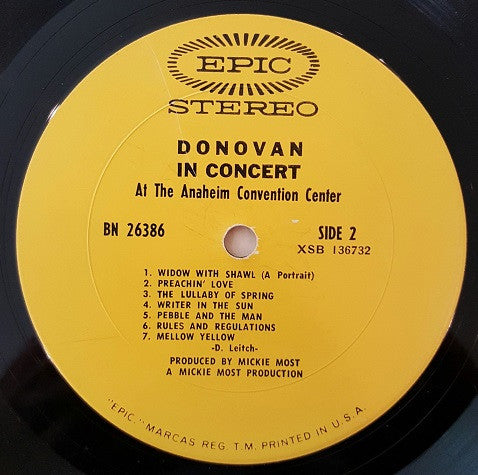 EPIC
STEREO
DONOVAN
IN CONCERT
At The Anaheim Convention Center
BN 26386
SIDE 2
XSB 136732
1. WIDOW WITH SHAWL (A Portrait)
2. PREACHIN' LOVE
3. THE LULLABY OF SPRING
4. WRITER IN THE SUN
5. PEBBLE AND THE MAN
6. RULES AND REGULATIONS
7. MELLOW YELLOW
-D. Leitch-
PRODUCED BY MICKIE MOST
A MICKIE MOST PRODUCTION
"EPIC," MARCAS REG. T.M. PRINTED IN U.S.A.